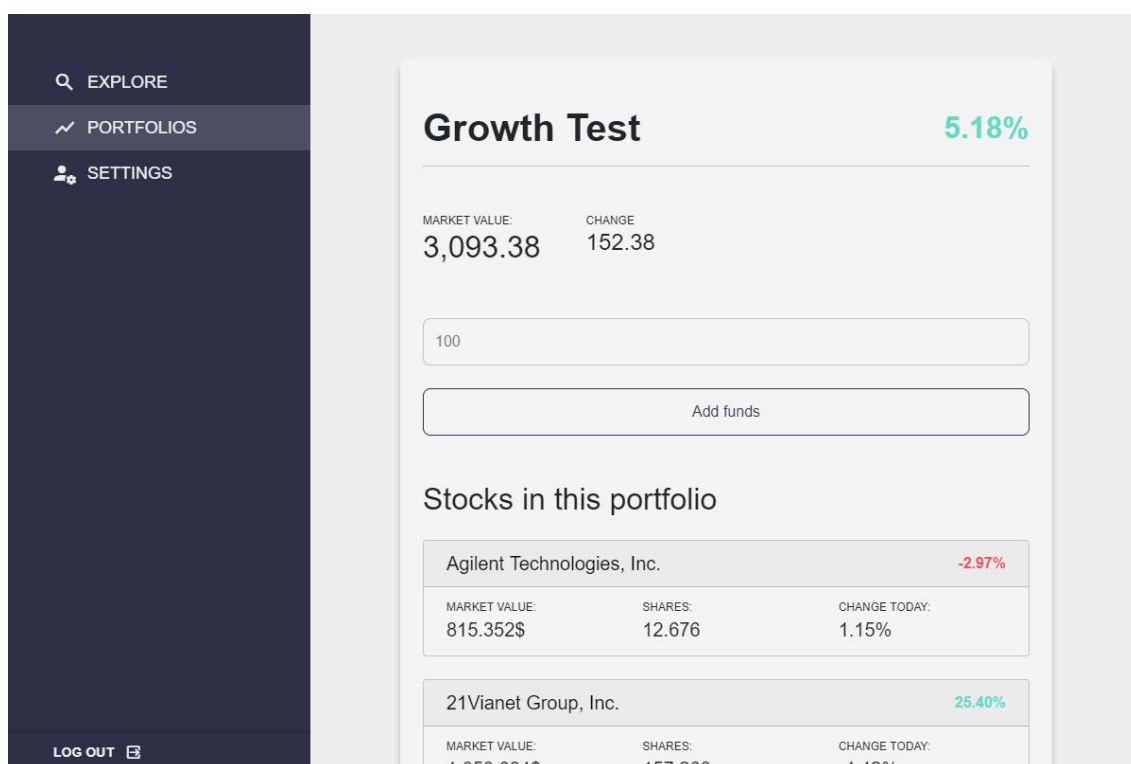 EXPLORE
PORTFOLIOS
SETTINGS
LOG OUT
Growth Test 5.18%
MARKET VALUE: CHANGE
3,093.38 152.38
100
Add funds
Stocks in this portfolio
Agilent Technologies, Inc. -2.97%
MARKET VALUE: SHARES: CHANGE TODAY:
815.352$ 12.676 1.15%
21Vianet Group, Inc. 25.40%
MARKET VALUE: SHARES: CHANGE TODAY: